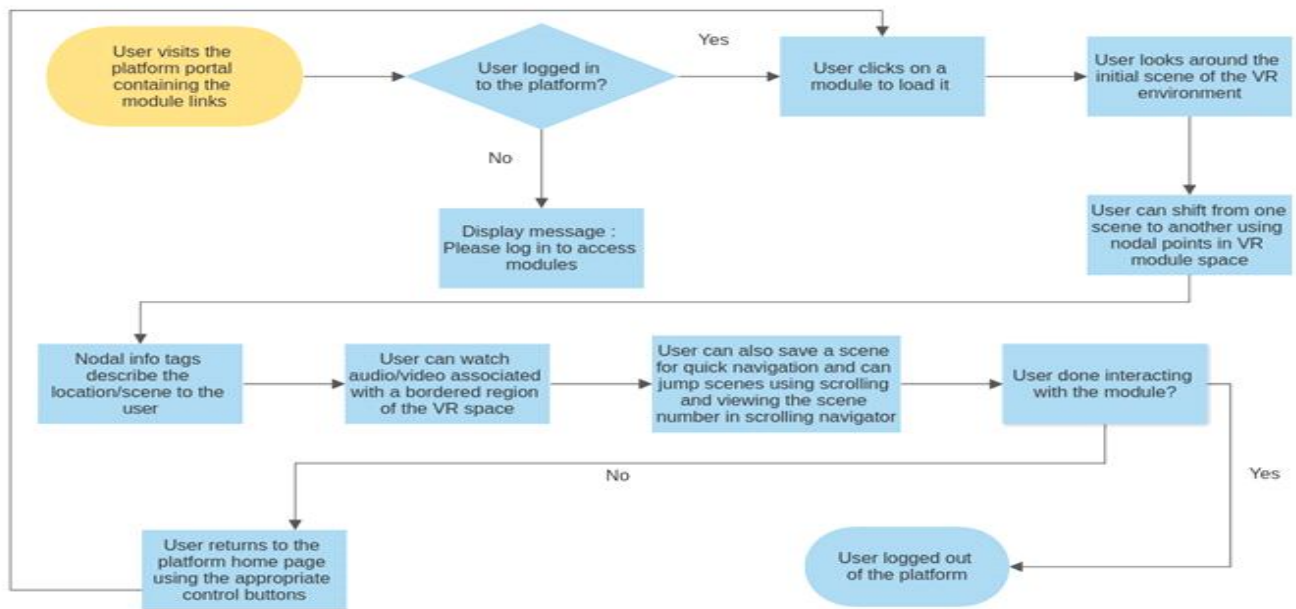 User visits the
platform portal
containing the
module links
User logged in
to the platform?
Yes
No
User clicks on a
module to load it
User looks around the
initial scene of the VR
environment
Display message :
Please log in to access
modules
User can shift from one
scene to another using
nodal points in VR
module space
Nodal info tags
describe the
location/scene to the
user
User can watch
audio/video associated
with a bordered region
of the VR space
User can also save a scene
for quick navigation and can
jump scenes using scrolling
and viewing the scene
number in scrolling navigator
User done interacting
with the module?
No
Yes
User returns to the
platform home page
using the appropriate
control buttons
User logged out
of the platform